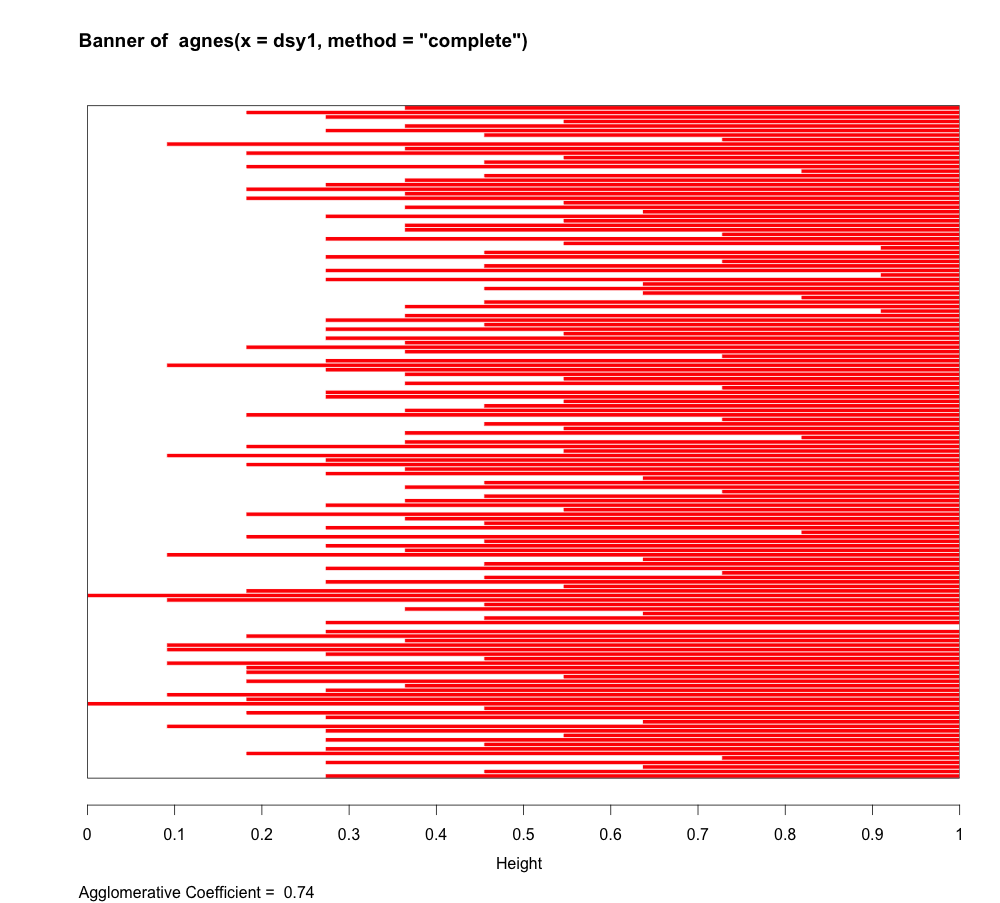 Banner of  agnes(x = dsy1, method = "complete")
0 0.1 0.2 0.3 0.4 0.5 0.6 0.7 0.8 0.9 1
Height
Agglomerative Coefficient =  0.74